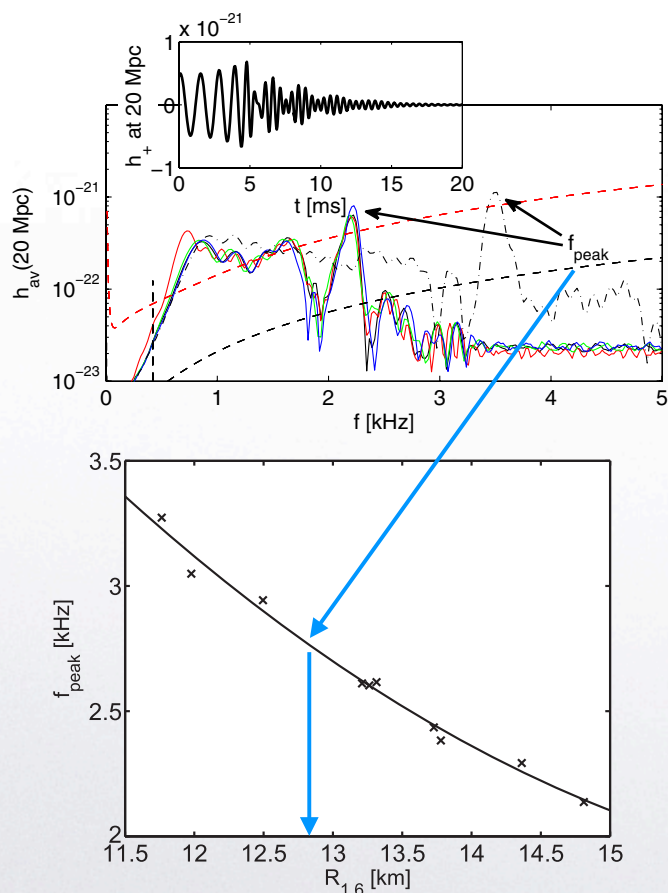 1 x 10^-21
h_+ at 20 Mpc
0
-1
0 5 10 15 20
t [ms]
h_av(20 Mpc)
10^-21
10^-22
10^-23
f_peak
0 1 2 3 4 5
f [kHz]
f_peak [kHz]
3.5
3
2.5
2
11.5 12 12.5 13 13.5 14 14.5 15
R_1.6 [km]